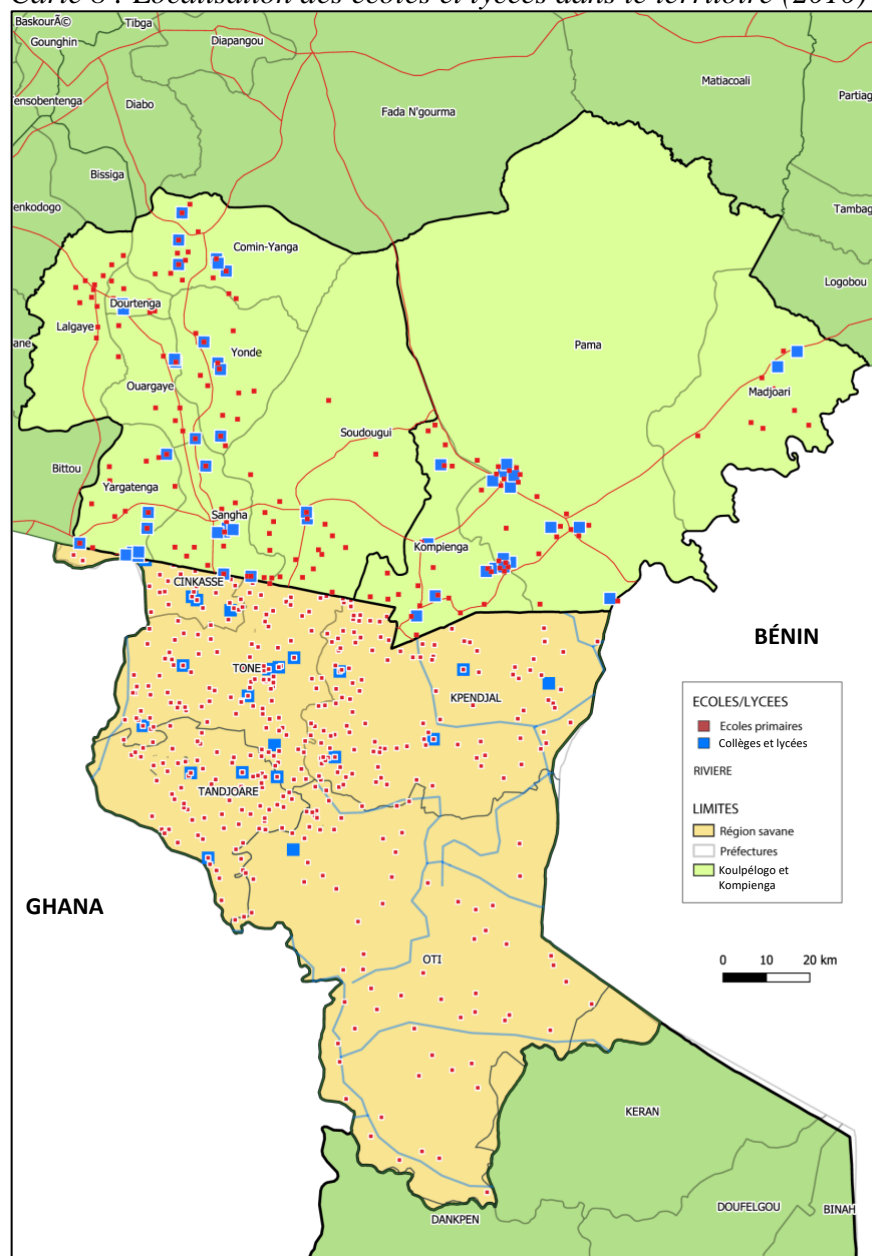 Carte 8 : Localisation des écoles et lycées dans le territoire (2010)
BaskourÃ©
Tibga
Gounghin
Diapangou
Matiacoali
Partiag
Tensobentenga
Diabo
Fada N'gourma
Bissiga
enkodogo
Tambag
Comin-Yanga
Logobou
Dourtenga
Lalgaye
ane
Yonde
Pama
Ouargaye
Madjoari
Soudougui
Bittou
Yargatenga
Sangha
Kompienga
CINKASSE
BÉNIN
TONE
KPENDJAL
ECOLES/LYCEES
Ecoles primaires
Collèges et lycées
RIVIERE
LIMITES
Région savane
Préfectures
Koulpélogo et
Kompienga
TANDJOARE
GHANA
OTI
0 10 20 km
KERAN
DOUFELGOU
BINAH
DANKPEN